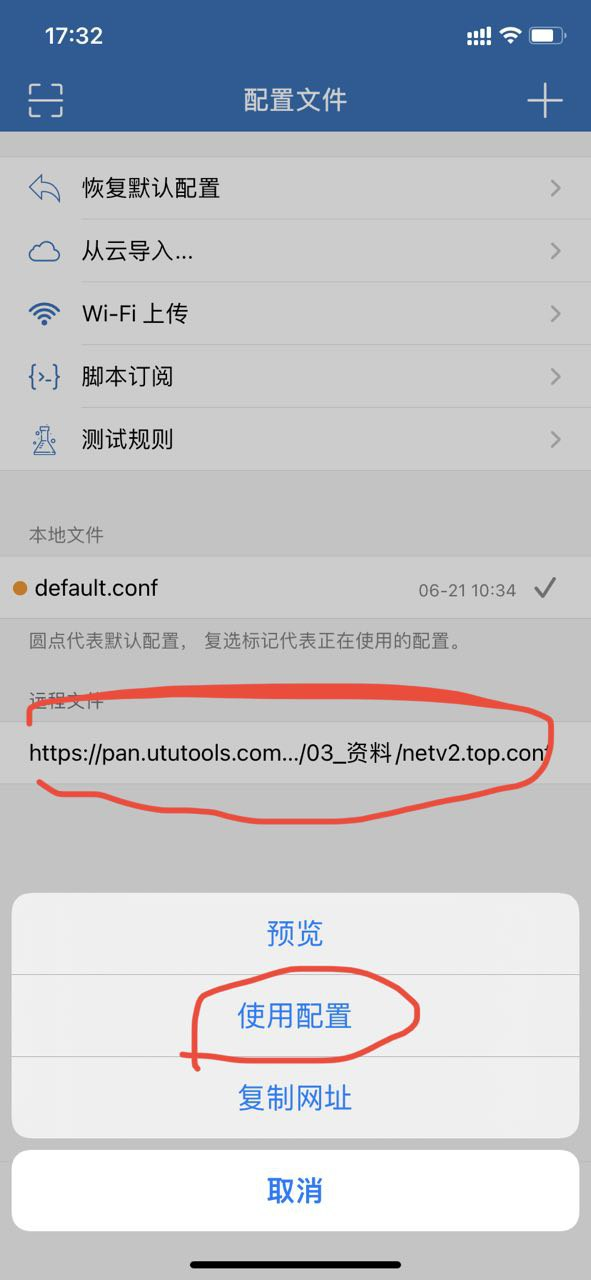 17:32
配置文件
恢复默认配置
从云导入...
Wi-Fi 上传
脚本订阅
测试规则
本地文件
default.conf 06-21 10:34
圆点代表默认配置， 复选标记代表正在使用的配置。
远程文件
https://pan.ututools.com.../03_资料/netv2.top.conf
预览
使用配置
复制网址
取消